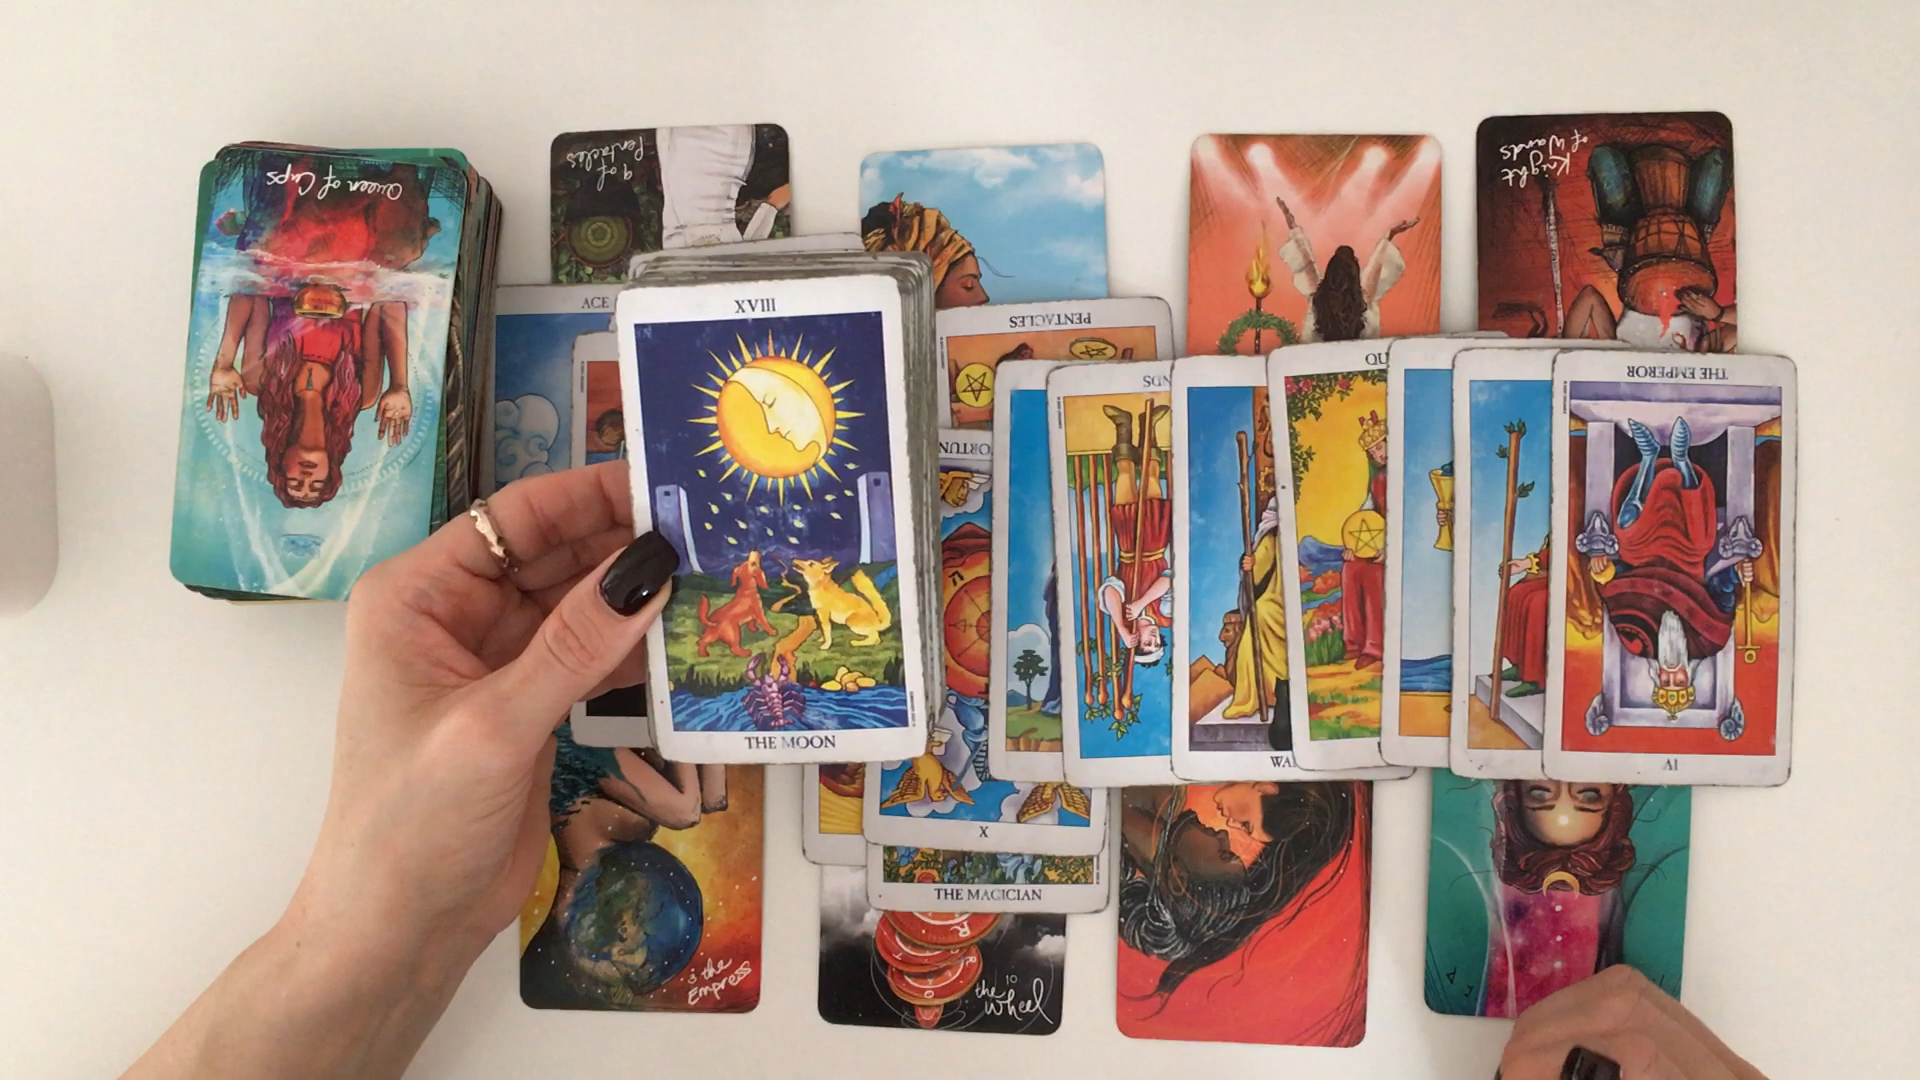 Queen of Cups
9 of
Pentacles
Knight
of Wands
ACE
XVIII
THE MOON
PENTACLES
THE EMPEROR
IV
X
THE MAGICIAN
3 the
Empress
10
the Wheel